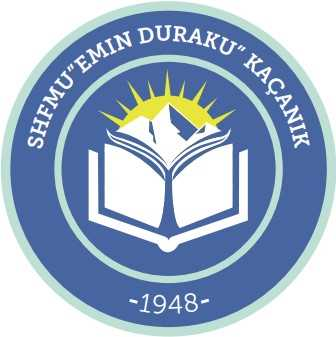 SHFMU"EMIN DURAKU" KAÇANIK
-1948-